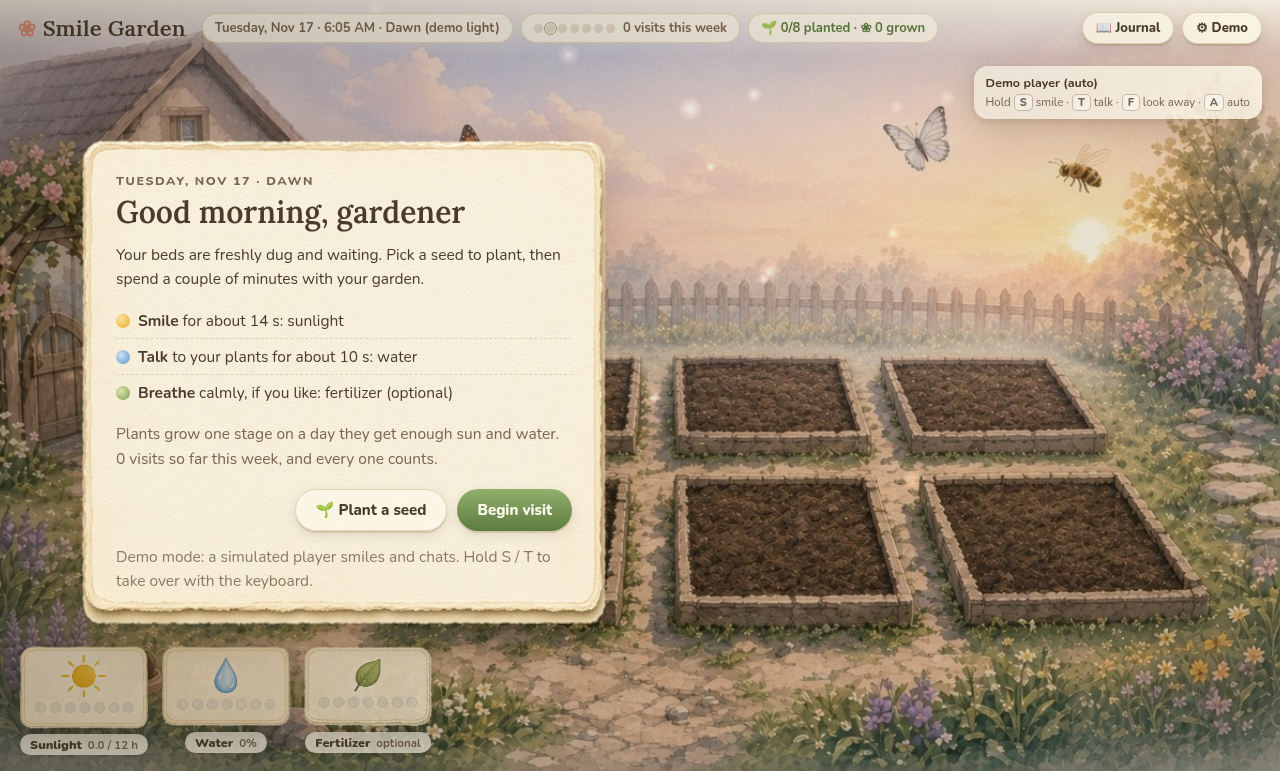 ❀ Smile Garden
Tuesday, Nov 17 · 6:05 AM · Dawn (demo light)
0 visits this week
🌱 0/8 planted · ❀ 0 grown
📖 Journal
⚙ Demo
Demo player (auto)
Hold S smile · T talk · F look away · A auto
TUESDAY, NOV 17 · DAWN
Good morning, gardener
Your beds are freshly dug and waiting. Pick a seed to plant, then
spend a couple of minutes with your garden.
Smile for about 14 s: sunlight
Talk to your plants for about 10 s: water
Breathe calmly, if you like: fertilizer (optional)
Plants grow one stage on a day they get enough sun and water.
0 visits so far this week, and every one counts.
🌱 Plant a seed
Begin visit
Demo mode: a simulated player smiles and chats. Hold S / T to
take over with the keyboard.
Sunlight 0.0 / 12 h
Water 0%
Fertilizer optional